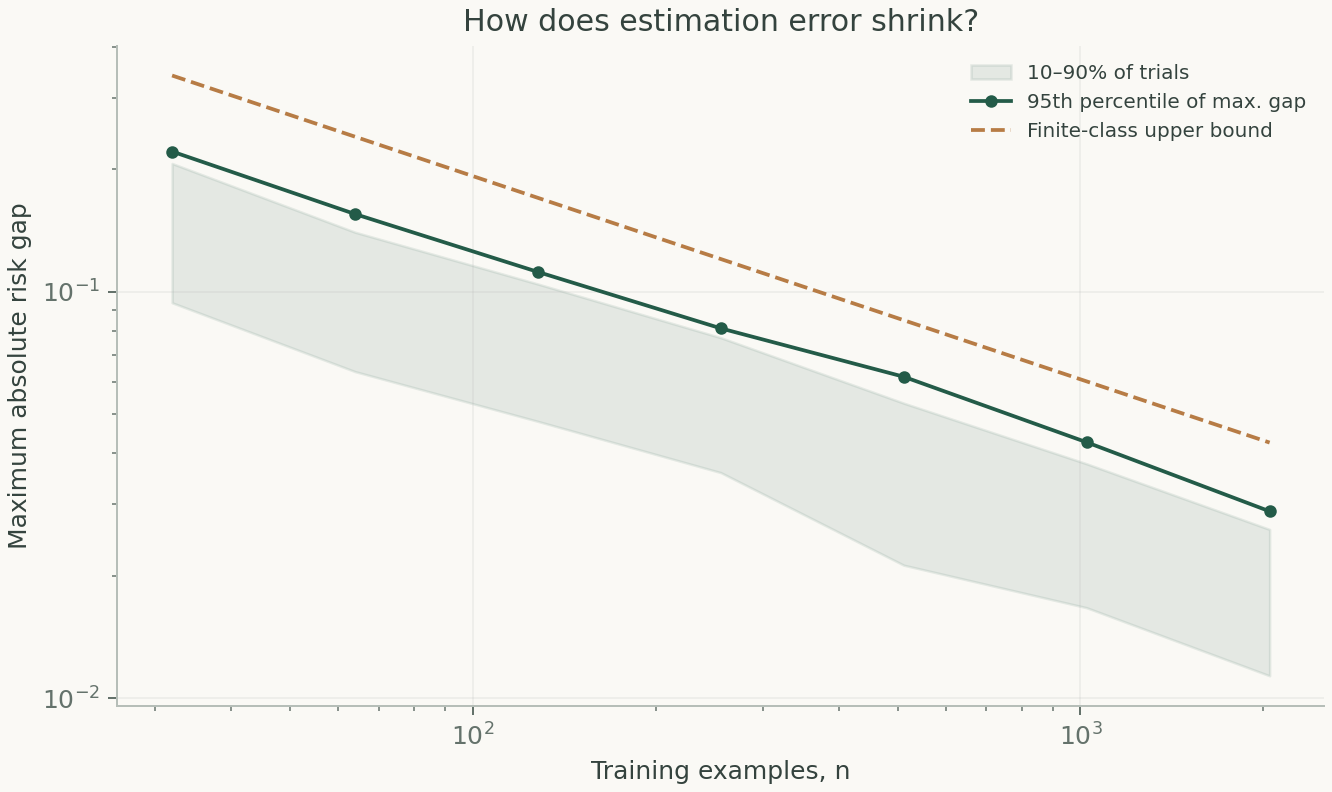 How does estimation error shrink?
10–90% of trials
95th percentile of max. gap
Finite-class upper bound
Maximum absolute risk gap
10⁻¹
10⁻²
10²
10³
Training examples, n